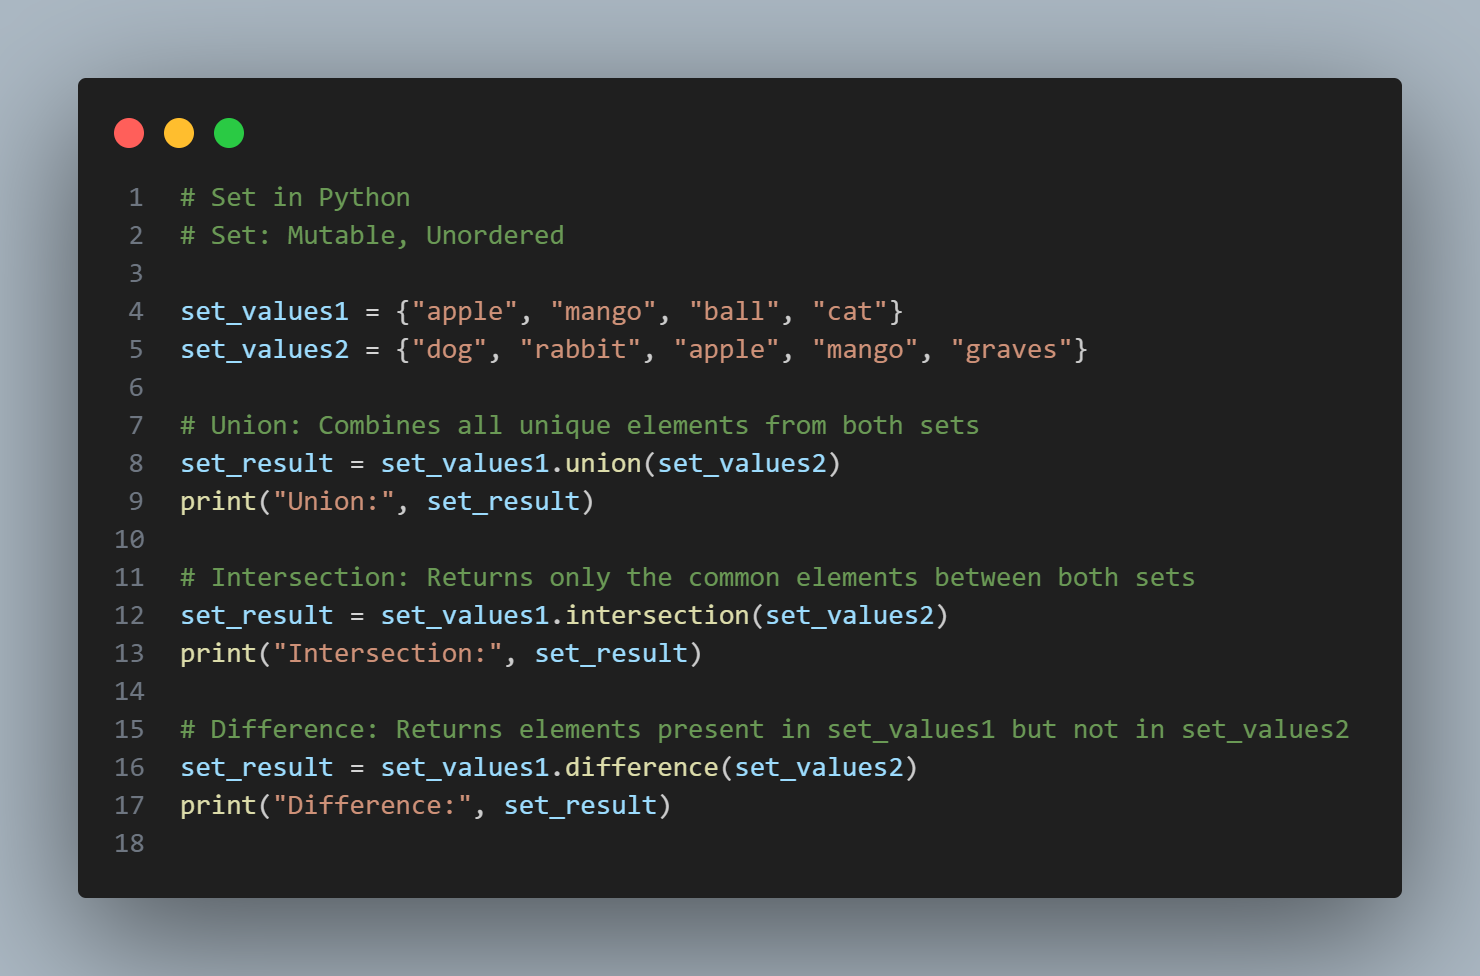 1 # Set in Python
2 # Set: Mutable, Unordered
3
4 set_values1 = {"apple", "mango", "ball", "cat"}
5 set_values2 = {"dog", "rabbit", "apple", "mango", "graves"}
6
7 # Union: Combines all unique elements from both sets
8 set_result = set_values1.union(set_values2)
9 print("Union:", set_result)
10
11 # Intersection: Returns only the common elements between both sets
12 set_result = set_values1.intersection(set_values2)
13 print("Intersection:", set_result)
14
15 # Difference: Returns elements present in set_values1 but not in set_values2
16 set_result = set_values1.difference(set_values2)
17 print("Difference:", set_result)
18